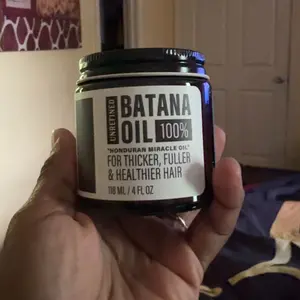 UNREFINED
BATANA
OIL 100%
"HONDURAN MIRACLE OIL"
FOR THICKER, FULLER
& HEALTHIER HAIR
118 ML / 4 FL OZ